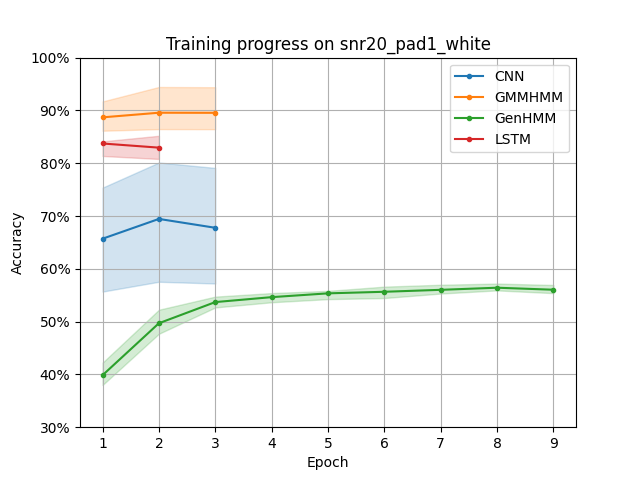 Training progress on snr20_pad1_white
100%
90%
80%
70%
60%
50%
40%
30%
Accuracy
CNN
GMMHMM
GenHMM
LSTM
1 2 3 4 5 6 7 8 9
Epoch